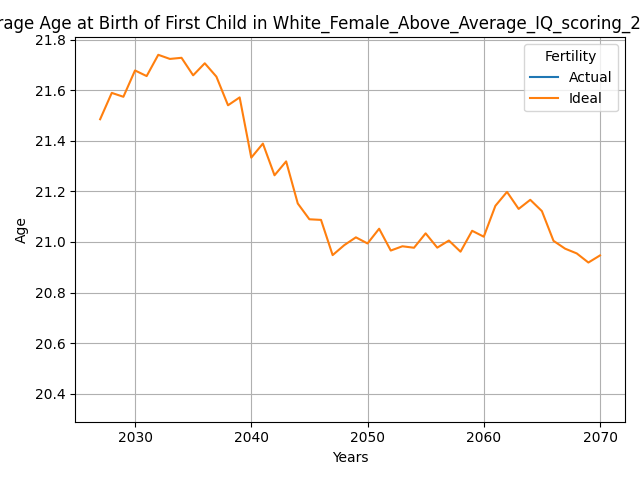 rage Age at Birth of First Child in White_Female_Above_Average_IQ_scoring_2
21.8
21.6
21.4
21.2
21.0
20.8
20.6
20.4
Age
Fertility
Actual
Ideal
2030 2040 2050 2060 2070
Years